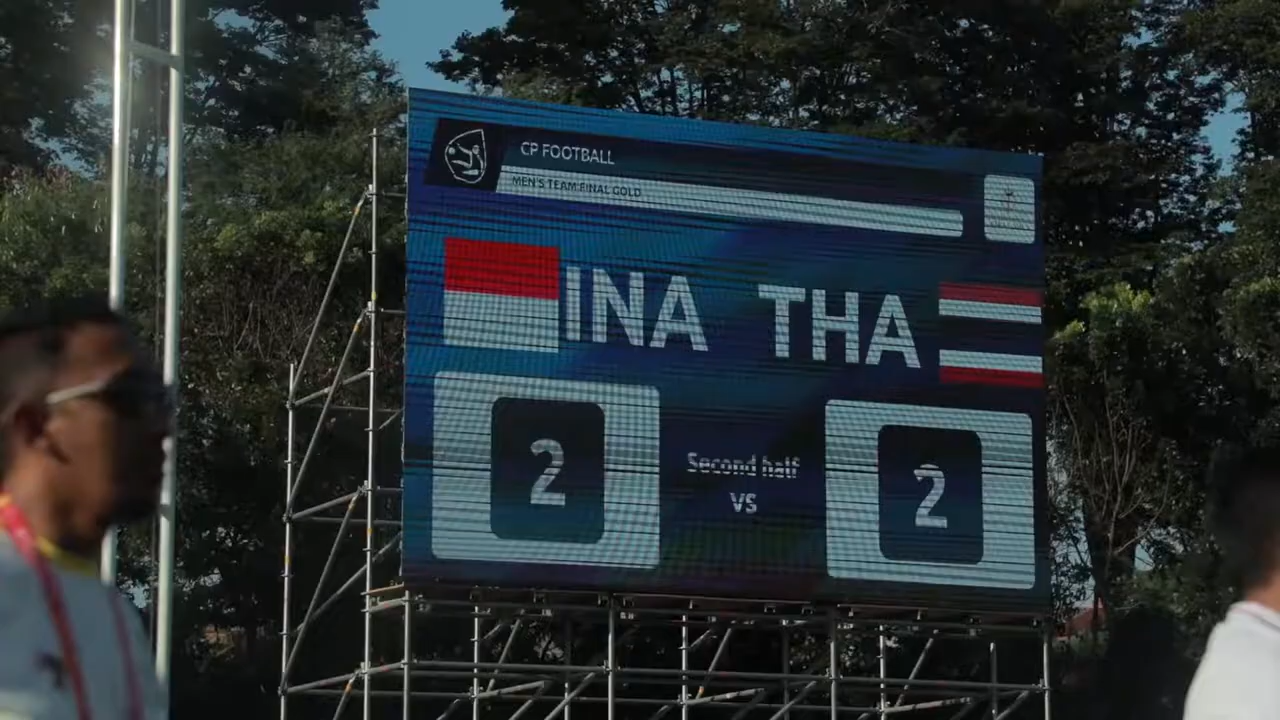 CP FOOTBALL
MEN'S TEAM FINAL GOLD
INA THA
2 Second half 2
VS